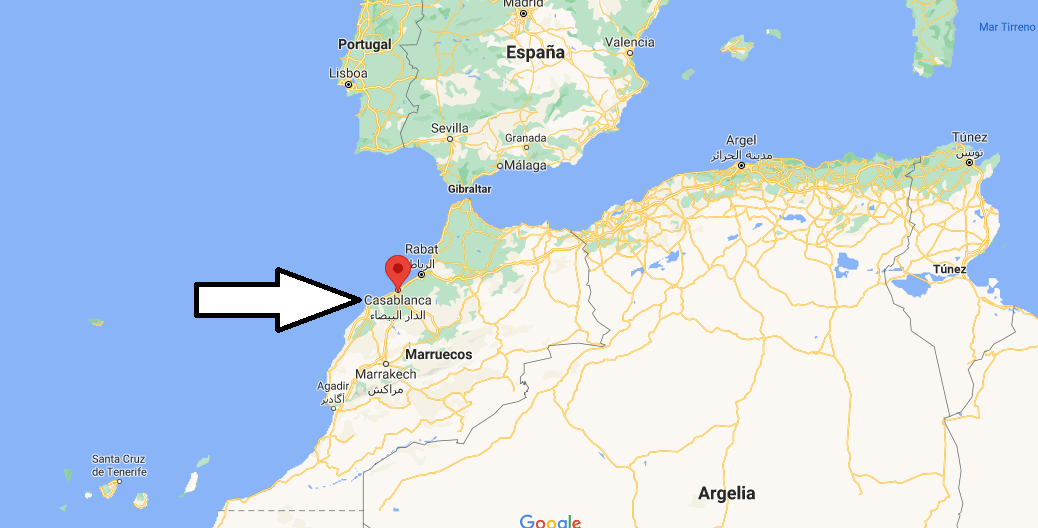 Madrid
Mar Tirreno
Portugal
España
Valencia
Lisboa
Sevilla
Granada
Málaga
Gibraltar
Argel
مدينة الجزائر
Túnez
تونس
Rabat
الرباط
Túnez
Casablanca
الدار البيضاء
Marruecos
Marrakech
مراكش
Agadir
أكادير
Santa Cruz
de Tenerife
Argelia
Google